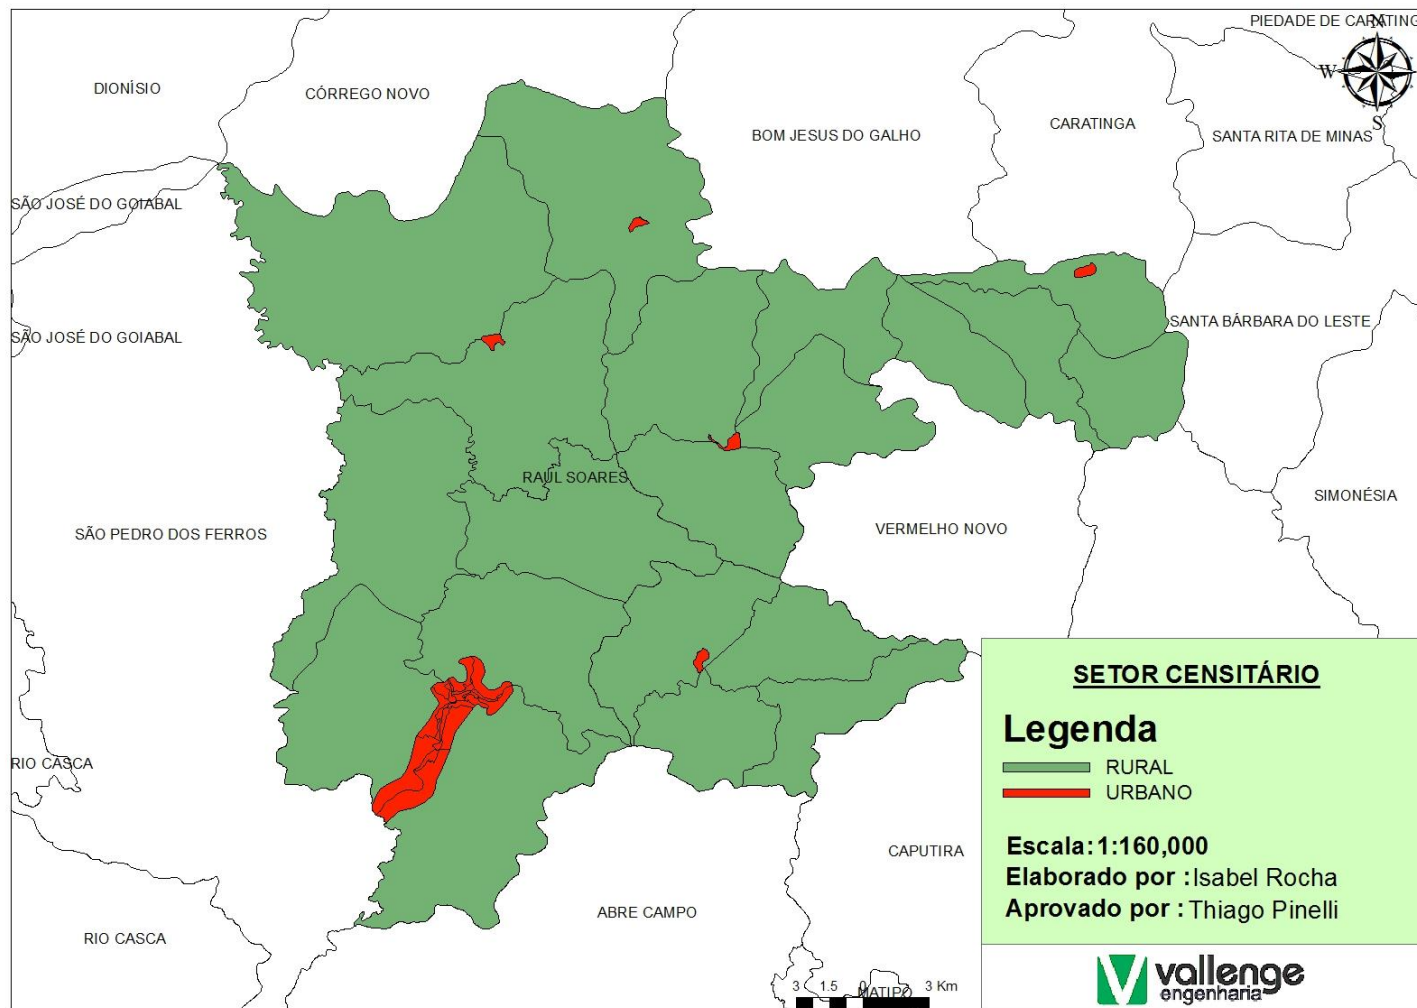 PIEDADE DE CARATING
N
W
S
DIONÍSIO
CÓRREGO NOVO
BOM JESUS DO GALHO
CARATINGA
SANTA RITA DE MINAS
SÃO JOSÉ DO GOIABAL
SÃO JOSÉ DO GOIABAL
SANTA BÁRBARA DO LESTE
RAUL SOARES
SIMONÉSIA
SÃO PEDRO DOS FERROS
VERMELHO NOVO
RIO CASCA
CAPUTIRA
ABRE CAMPO
RIO CASCA
MATIPÓ
SETOR CENSITÁRIO
Legenda
RURAL
URBANO
Escala:1:160,000
Elaborado por :Isabel Rocha
Aprovado por : Thiago Pinelli
3 1.5 0 3 Km
vallenge
engenharia